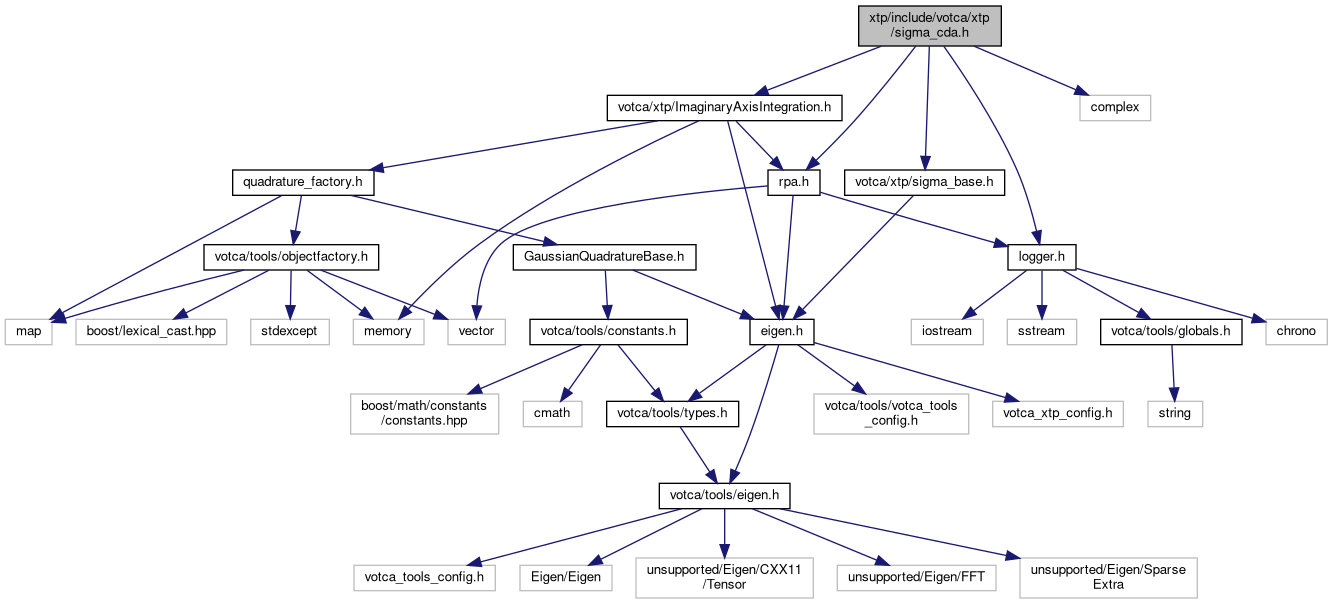 xtp/include/votca/xtp
/sigma_cda.h
votca/xtp/ImaginaryAxisIntegration.h
complex
quadrature_factory.h
rpa.h
votca/xtp/sigma_base.h
votca/tools/objectfactory.h
GaussianQuadratureBase.h
logger.h
map
boost/lexical_cast.hpp
stdexcept
memory
vector
votca/tools/constants.h
eigen.h
iostream
sstream
votca/tools/globals.h
chrono
boost/math/constants
/constants.hpp
cmath
votca/tools/types.h
votca/tools/votca_tools
_config.h
votca_xtp_config.h
string
votca/tools/eigen.h
votca_tools_config.h
Eigen/Eigen
unsupported/Eigen/CXX11
/Tensor
unsupported/Eigen/FFT
unsupported/Eigen/Sparse
Extra